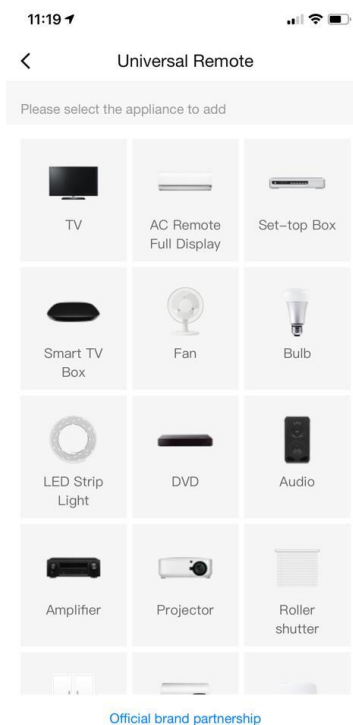 11:19
Universal Remote
Please select the appliance to add
TV
AC Remote
Full Display
Set-top Box
Smart TV
Box
Fan
Bulb
LED Strip
Light
DVD
Audio
Amplifier
Projector
Roller
shutter
Official brand partnership